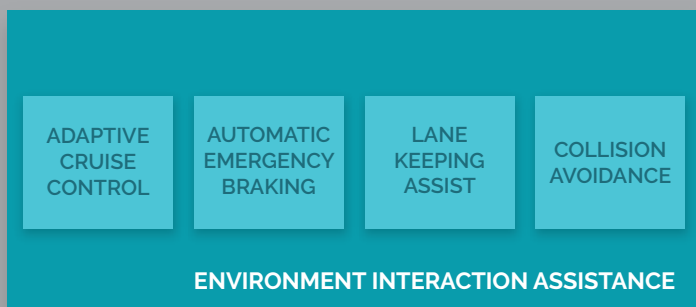 ADAPTIVE
CRUISE
CONTROL
AUTOMATIC
EMERGENCY
BRAKING
LANE
KEEPING
ASSIST
COLLISION
AVOIDANCE
ENVIRONMENT INTERACTION ASSISTANCE